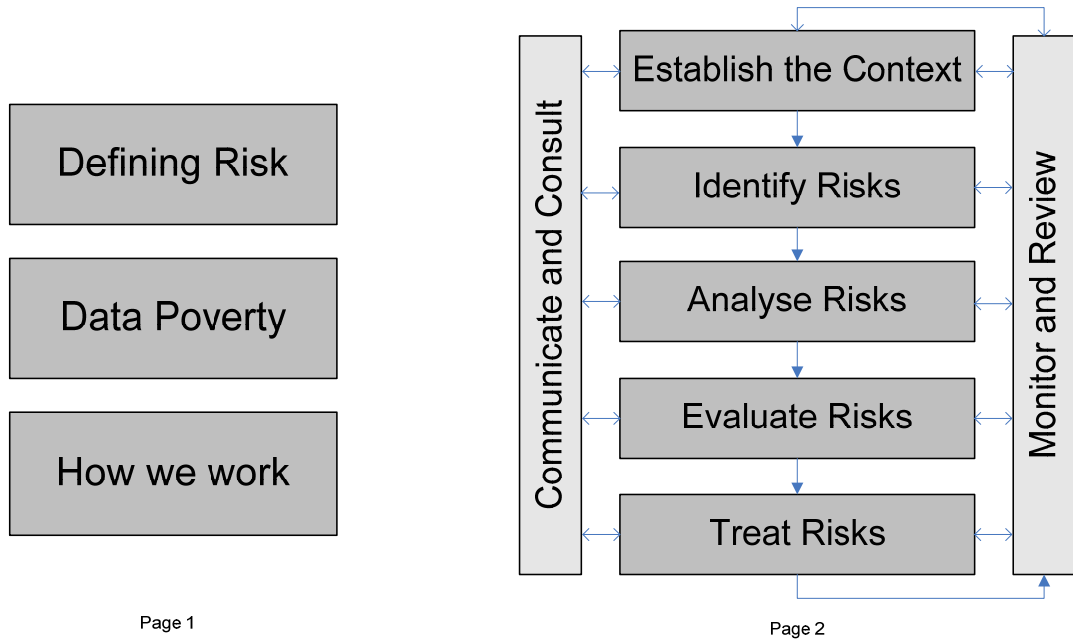 Defining Risk
Data Poverty
How we work
Page 1
Communicate and Consult
Establish the Context
Identify Risks
Analyse Risks
Evaluate Risks
Treat Risks
Monitor and Review
Page 2